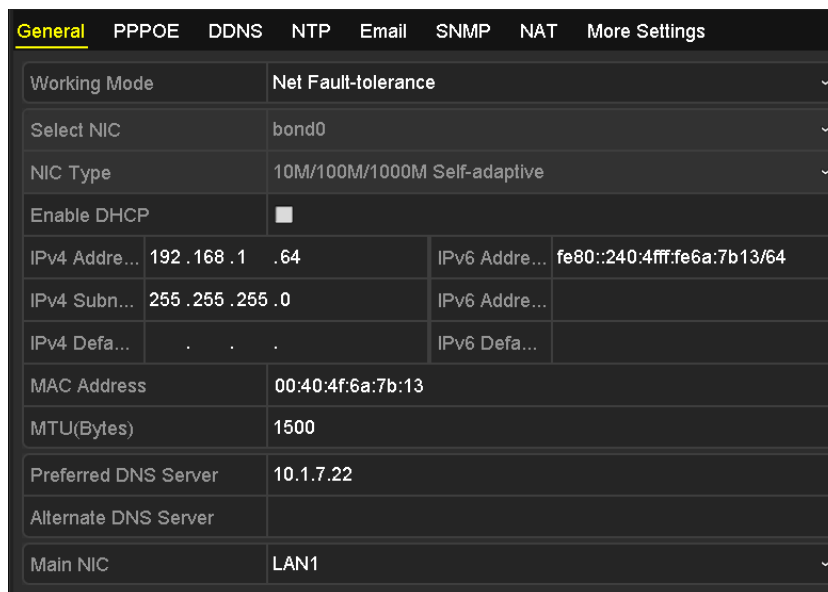 General PPPOE DDNS NTP Email SNMP NAT More Settings
Working Mode Net Fault-tolerance
Select NIC bond0
NIC Type 10M/100M/1000M Self-adaptive
Enable DHCP
IPv4 Addre... 192 .168 .1 .64 IPv6 Addre... fe80::240:4fff:fe6a:7b13/64
IPv4 Subn... 255 .255 .255 .0 IPv6 Addre...
IPv4 Defa... . . . IPv6 Defa...
MAC Address 00:40:4f:6a:7b:13
MTU(Bytes) 1500
Preferred DNS Server 10.1.7.22
Alternate DNS Server
Main NIC LAN1